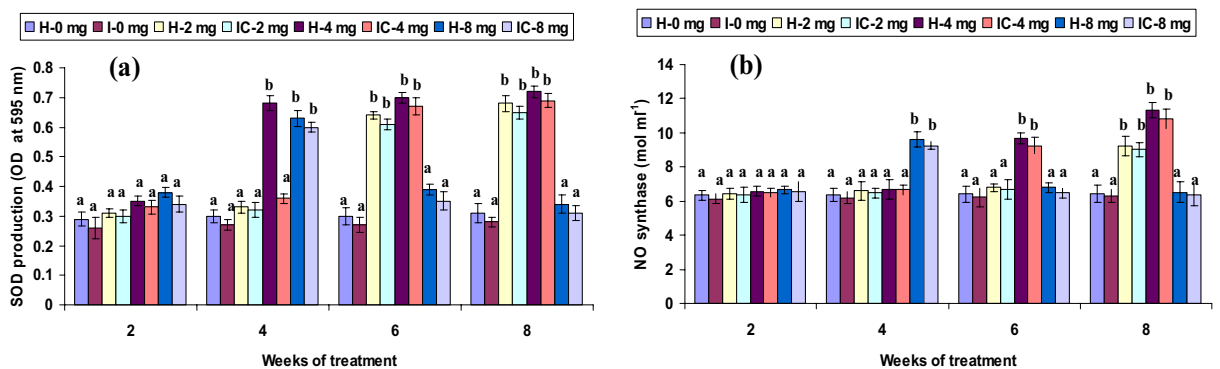 H-0 mg I-0 mg H-2 mg IC-2 mg H-4 mg IC-4 mg H-8 mg IC-8 mg
(a)
SOD production (OD at 595 nm)
0.8
0.7
0.6
0.5
0.4
0.3
0.2
0.1
0
a a a a a a a a
a a a a b a b b
a a b b b b a a
a a b b b b a a
2 4 6 8
Weeks of treatment
H-0 mg I-0 mg H-2 mg IC-2 mg H-4 mg IC-4 mg H-8 mg IC-8 mg
(b)
NO synthase (mol ml⁻¹)
14
12
10
8
6
4
2
0
a a a a a a a a
a a a a a a b b
a a a a b b a a
a a b b b b a a
2 4 6 8
Weeks of treatment